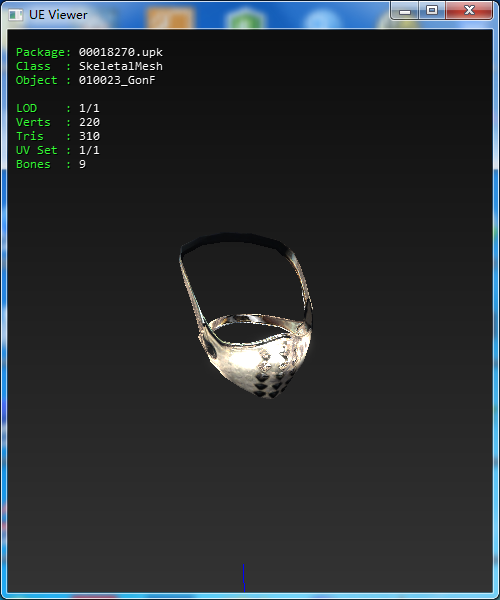 UE Viewer
Package: 00018270.upk
Class : SkeletalMesh
Object : 010023_GonF
LOD : 1/1
Verts : 220
Tris : 310
UV Set : 1/1
Bones : 9